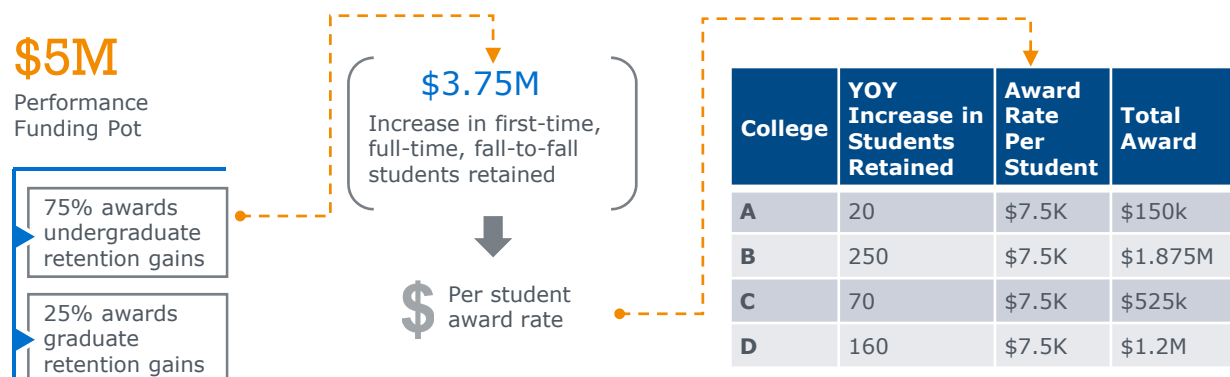 $5M
Performance
Funding Pot
75% awards
undergraduate
retention gains
25% awards
graduate
retention gains
$3.75M
Increase in first-time,
full-time, fall-to-fall
students retained
$ Per student
award rate
College YOY Increase in Students Retained Award Rate Per Student Total Award
A 20 $7.5K $150k
B 250 $7.5K $1.875M
C 70 $7.5K $525k
D 160 $7.5K $1.2M